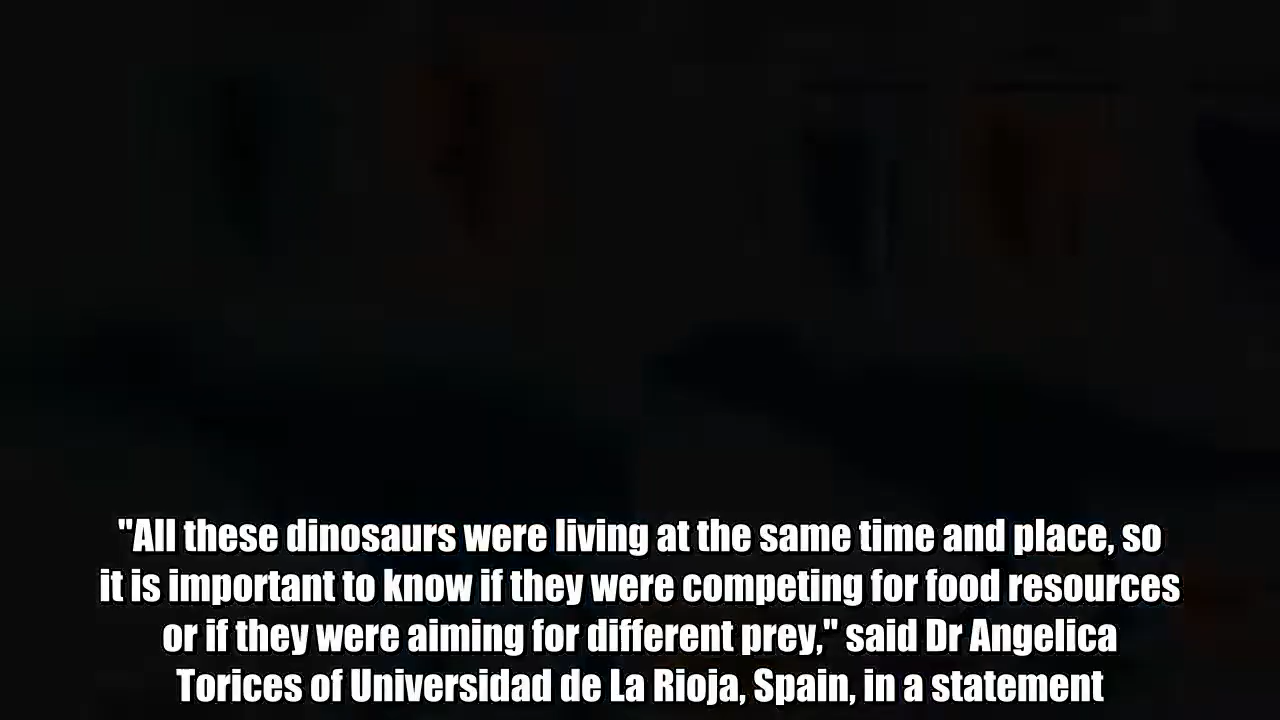 "All these dinosaurs were living at the same time and place, so
it is important to know if they were competing for food resources
or if they were aiming for different prey," said Dr Angelica
Torices of Universidad de La Rioja, Spain, in a statement